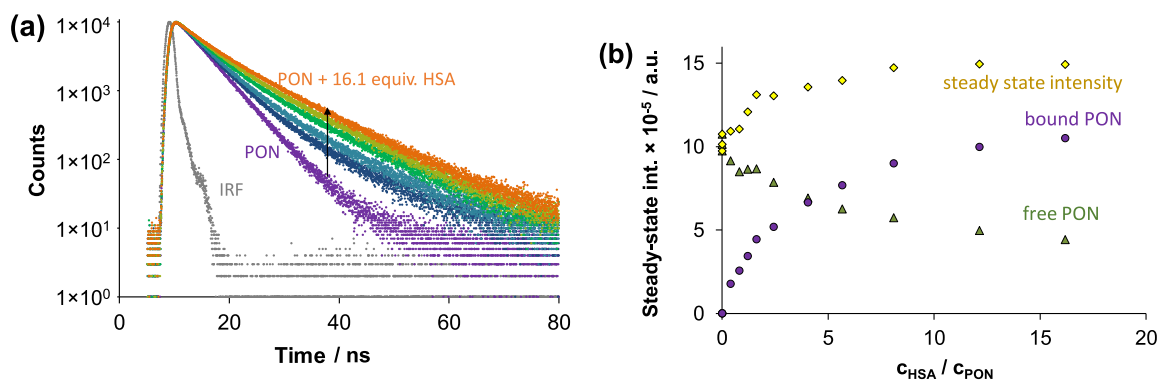 (a)
1×10⁴
1×10³
1×10²
1×10¹
1×10⁰
Counts
PON + 16.1 equiv. HSA
PON
IRF
0
20
40
60
80
Time / ns
(b)
15
10
5
0
Steady-state int. × 10⁻⁵ / a.u.
steady state intensity
bound PON
free PON
0
5
10
15
20
c_HSA / c_PON